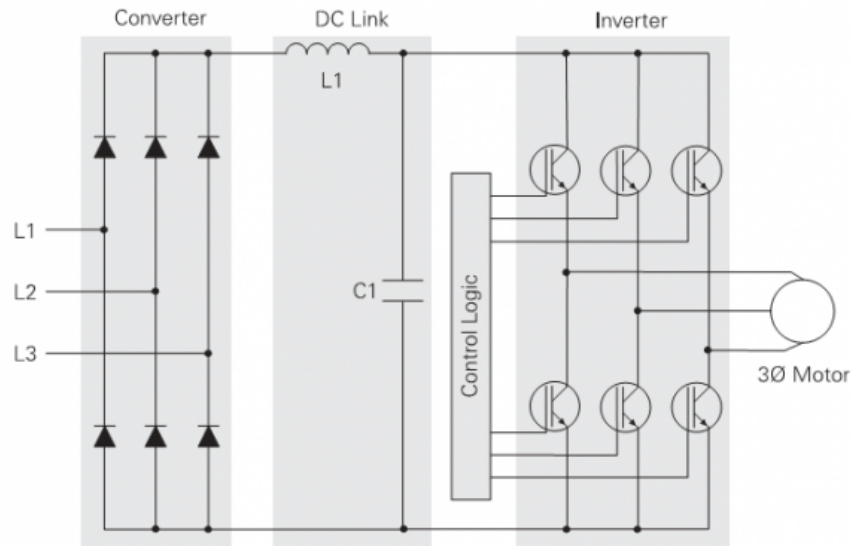 Converter
DC Link
Inverter
L1
L1
L2
L3
C1
Control Logic
3Ø Motor